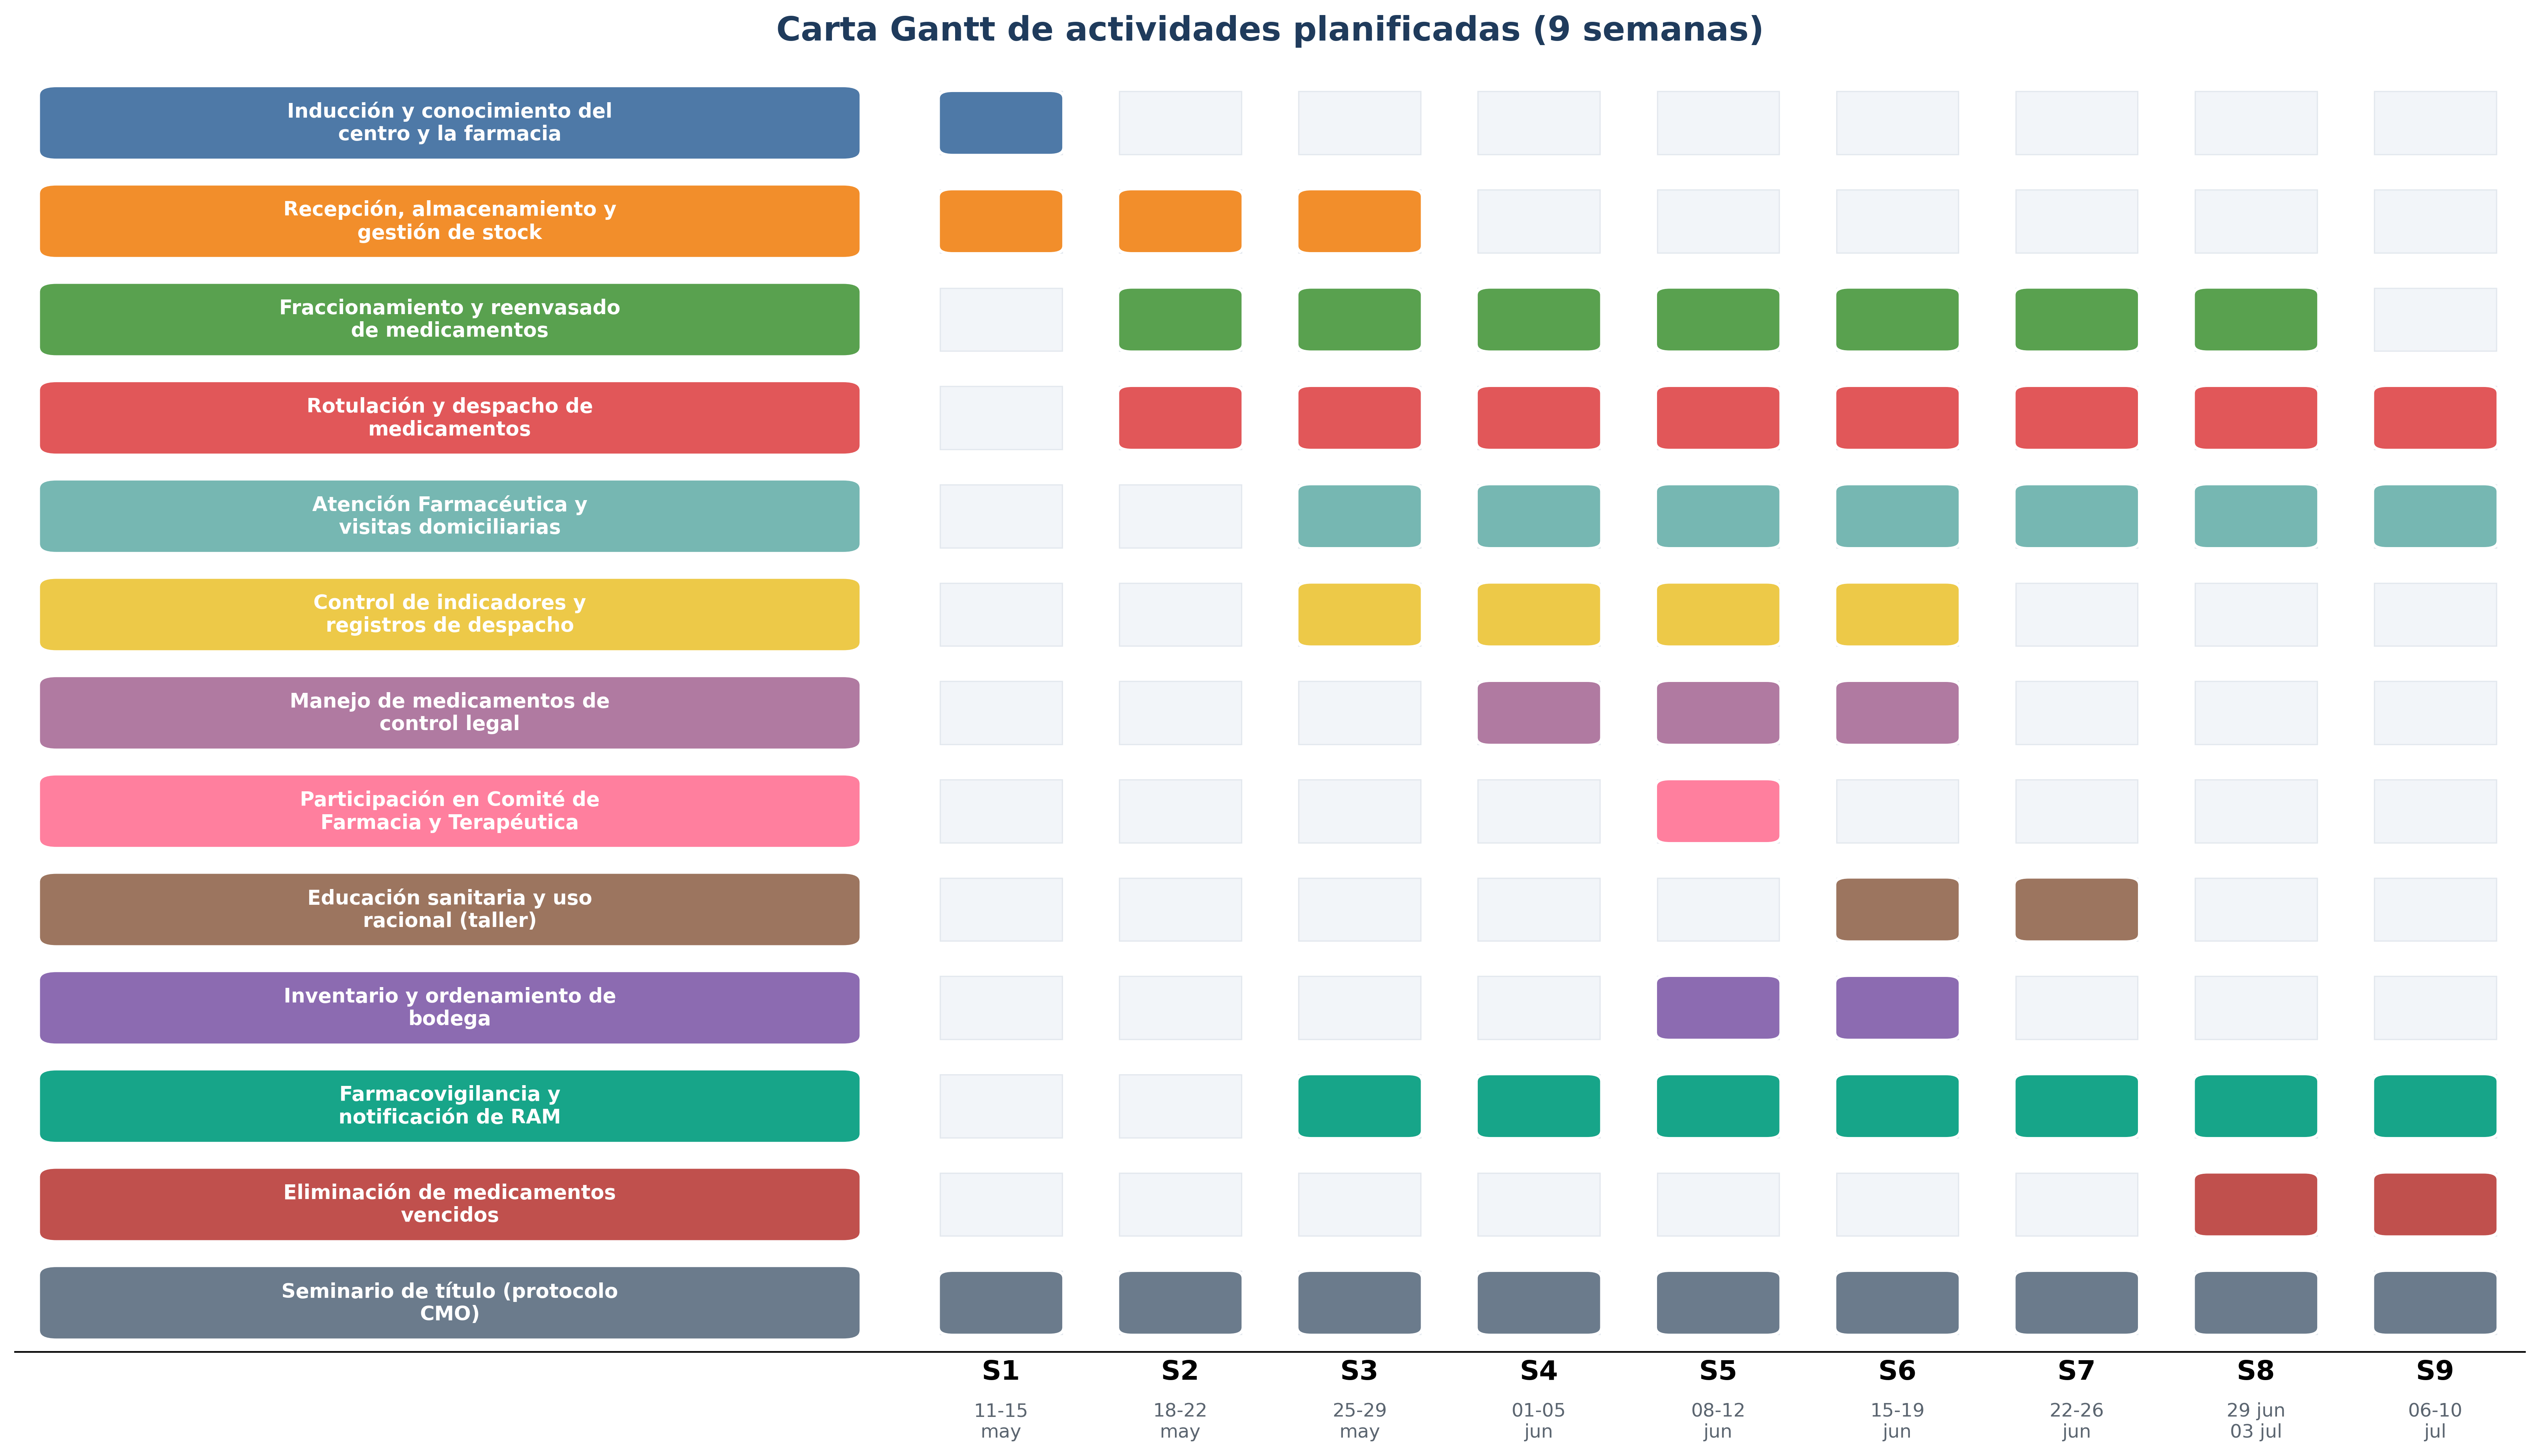 Carta Gantt de actividades planificadas (9 semanas)
Inducción y conocimiento del
centro y la farmacia
Recepción, almacenamiento y
gestión de stock
Fraccionamiento y reenvasado
de medicamentos
Rotulación y despacho de
medicamentos
Atención Farmacéutica y
visitas domiciliarias
Control de indicadores y
registros de despacho
Manejo de medicamentos de
control legal
Participación en Comité de
Farmacia y Terapéutica
Educación sanitaria y uso
racional (taller)
Inventario y ordenamiento de
bodega
Farmacovigilancia y
notificación de RAM
Eliminación de medicamentos
vencidos
Seminario de título (protocolo
CMO)
S1 S2 S3 S4 S5 S6 S7 S8 S9
11-15 18-22 25-29 01-05 08-12 15-19 22-26 29 jun 06-10
may may may jun jun jun jun 03 jul jul